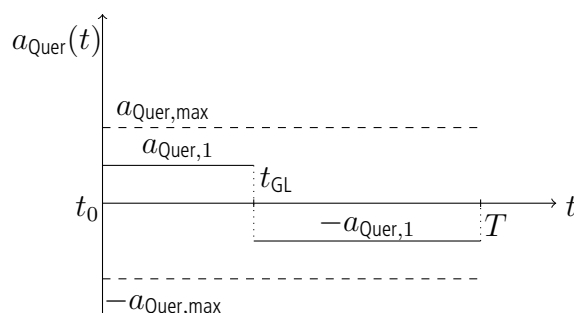 a_Quer(t)
a_Quer,max
a_Quer,1
t_GL
t_0
t
−a_Quer,1
T
−a_Quer,max